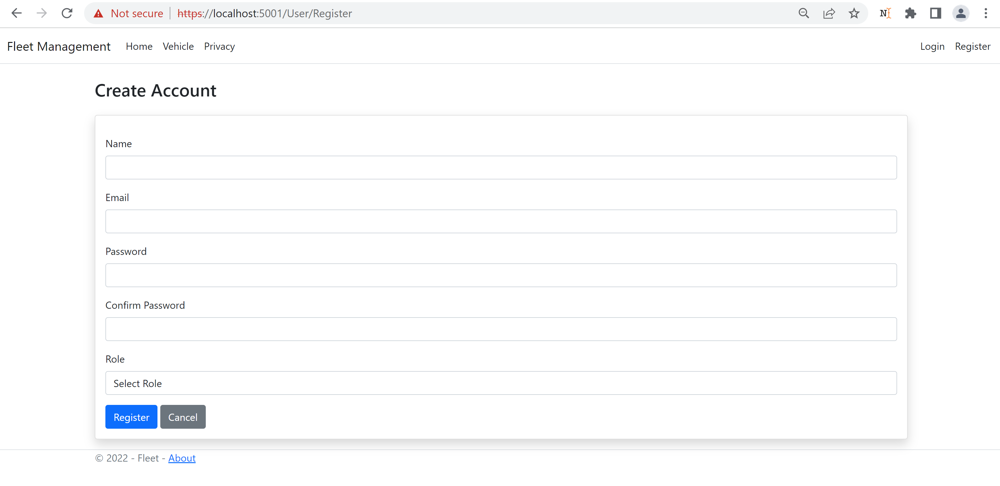 Not secure https://localhost:5001/User/Register
Fleet Management Home Vehicle Privacy Login Register
Create Account
Name
Email
Password
Confirm Password
Role
Select Role
Register Cancel
© 2022 - Fleet - About